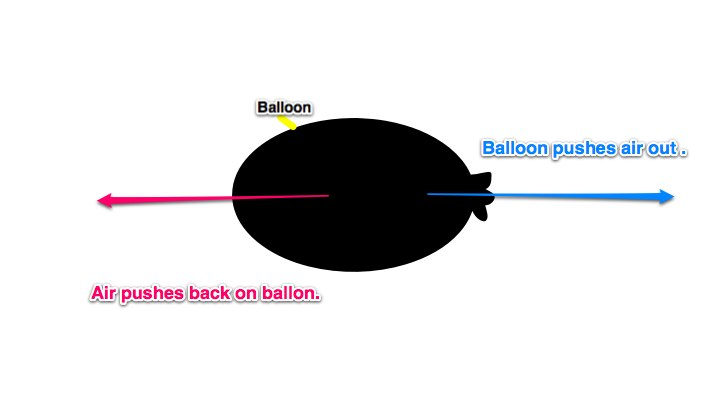 Balloon
Balloon pushes air out .
Air pushes back on ballon.